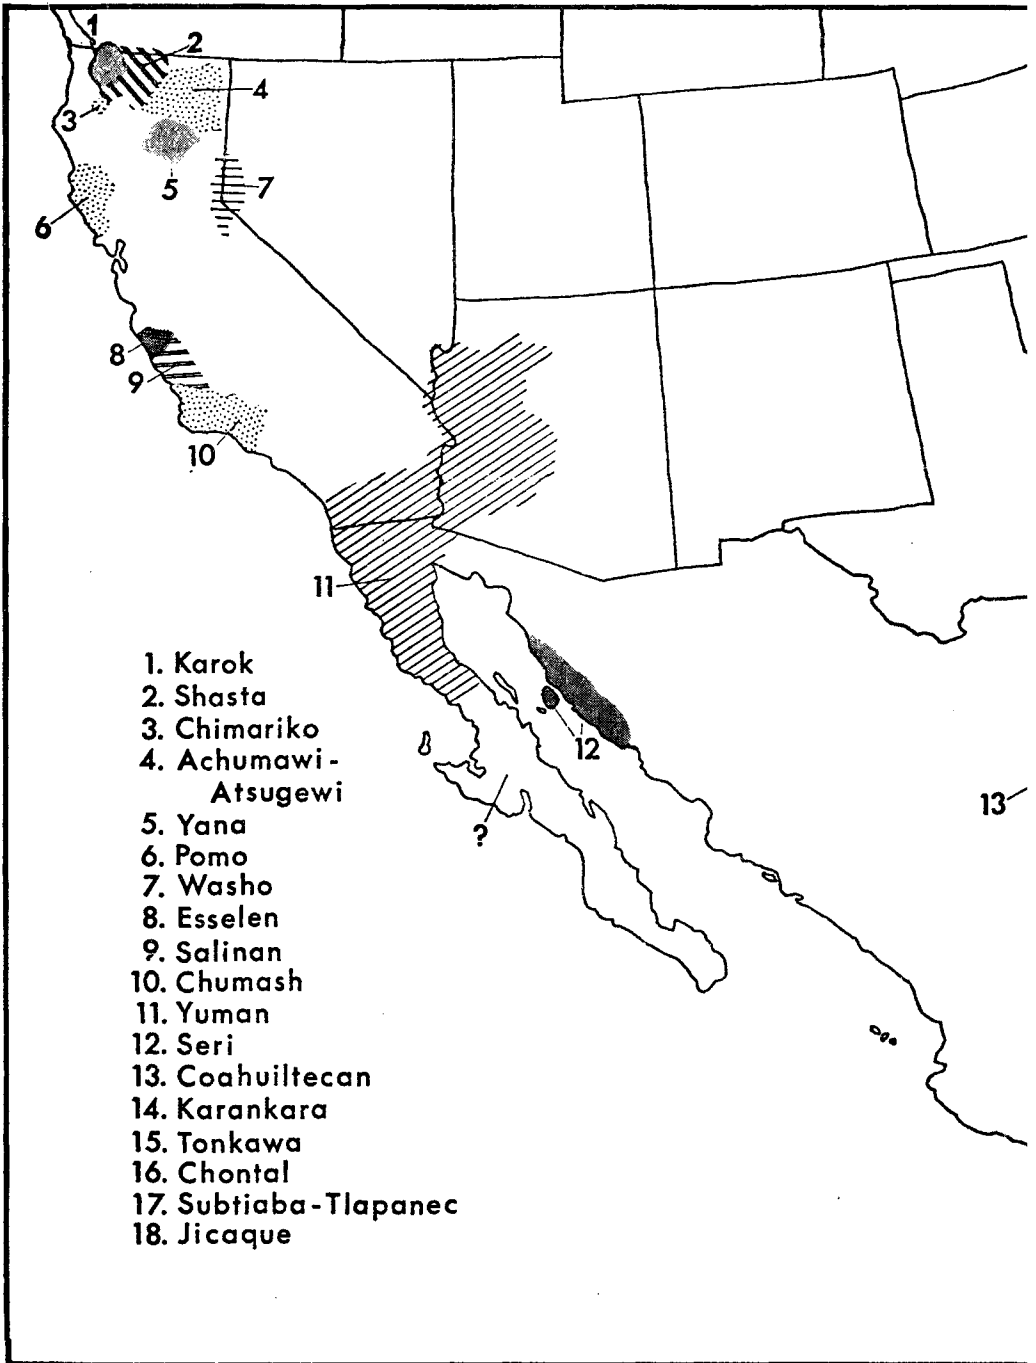 1
2
4
3
5
7
6
8
9
10
11
12
13
?
1. Karok
2. Shasta
3. Chimariko
4. Achumawi-
Atsugewi
5. Yana
6. Pomo
7. Washo
8. Esselen
9. Salinan
10. Chumash
11. Yuman
12. Seri
13. Coahuiltecan
14. Karankara
15. Tonkawa
16. Chontal
17. Subtiaba-Tlapanec
18. Jicaque